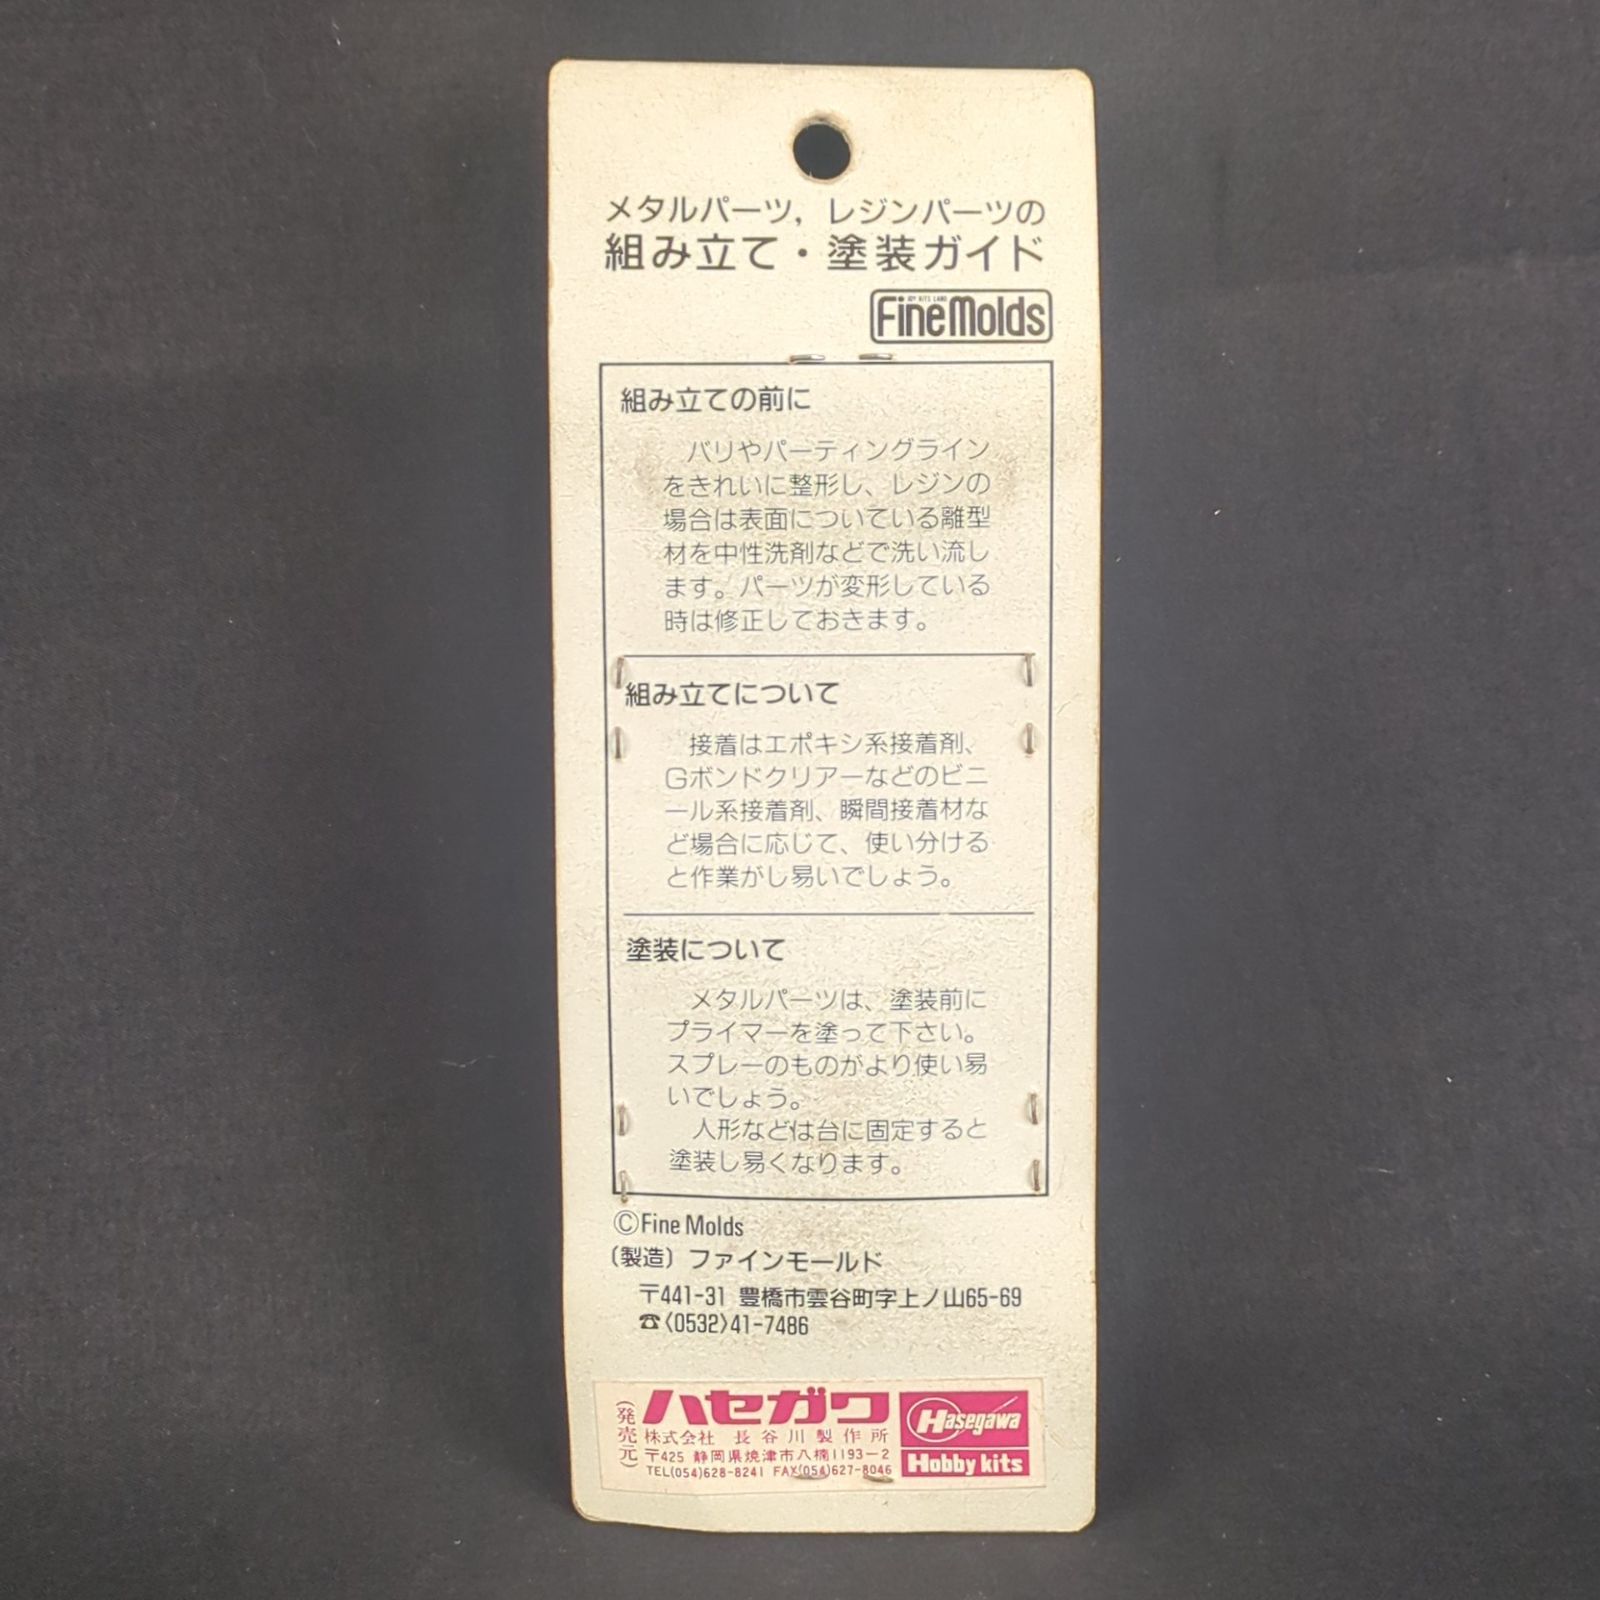 メタルパーツ，レジンパーツの
組み立て・塗装ガイド
JOY KITS LAND
FineMolds
組み立ての前に
バリやパーティングライン
をきれいに整形し、レジンの
場合は表面についている離型
材を中性洗剤などで洗い流し
ます。パーツが変形している
時は修正しておきます。
組み立てについて
接着はエポキシ系接着剤、
Gボンドクリアーなどのビニ
ール系接着剤、瞬間接着材な
ど場合に応じて、使い分ける
と作業がし易いでしょう。
塗装について
メタルパーツは、塗装前に
プライマーを塗って下さい。
スプレーのものがより使い易
いでしょう。
人形などは台に固定すると
塗装し易くなります。
©Fine Molds
〔製造〕ファインモールド
〒441-31 豊橋市雲谷町字上ノ山65-69
☎〈0532〉41-7486
(発売元)
ハセガワ
株式会社 長谷川製作所
〒425 静岡県焼津市八楠1193-2
TEL(054)628-8241 FAX(054)627-8046
Hasegawa
Hobby kits